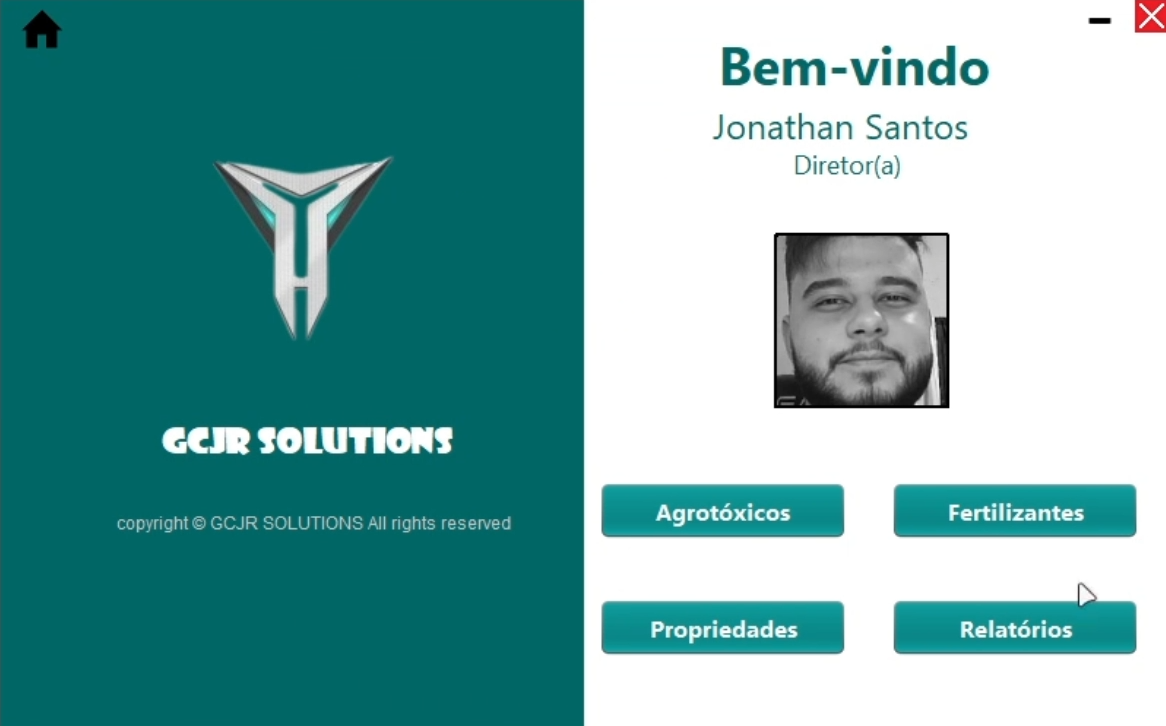 GCJR SOLUTIONS
copyright © GCJR SOLUTIONS All rights reserved
Bem-vindo
Jonathan Santos
Diretor(a)
Agrotóxicos
Fertilizantes
Propriedades
Relatórios